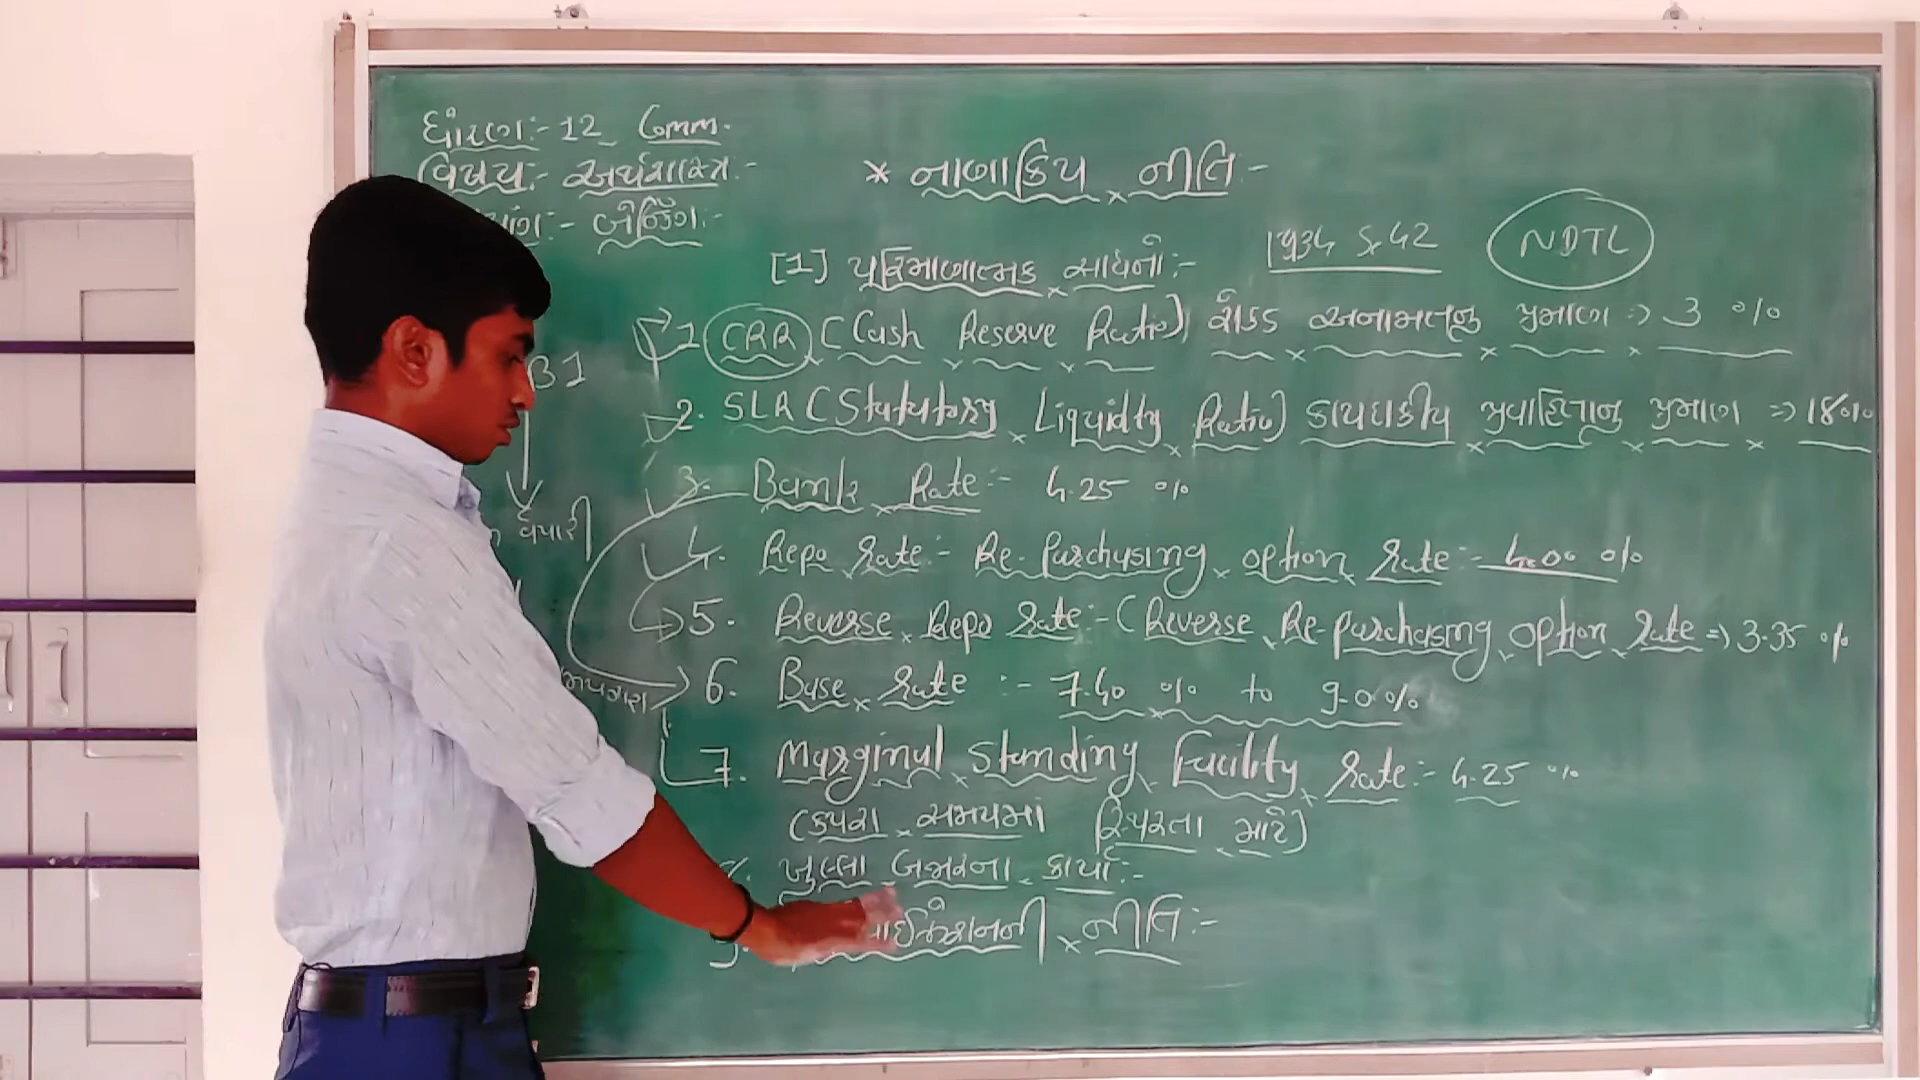 ધોરણ:- 12 Comm.
વિષય:- અર્થશાસ્ત્ર:-
:- બેન્કિંગ:-
* નાણાકિય નીતિ:-
[1] પરિમાણાત્મક સાધનો:-
1934 S.42
NDTL
1 CRR (Cash Reserve Ratio) રોકડ અનામતનુ પ્રમાણ => 3 %
2. SLR (Statutory Liquidity Ratio) કાયદાકીય પ્રવાહિતાનુ પ્રમાણ => 18%
3. Bank Rate:- 4.25 %
4. Repo Rate:- Re-Purchasing option Rate:- 4.00 %
5. Reverse Repo Rate:- (Reverse Re-purchasing option Rate => 3.35 %
6. Base Rate :- 7.40 % to 9.0%
7. Marginal Standing Facility Rate:- 4.25 %
(કપરા સમયમાં સ્થિરતા માટે)
ખુલ્લા બજારના કાર્યો:-
નીતિ:-